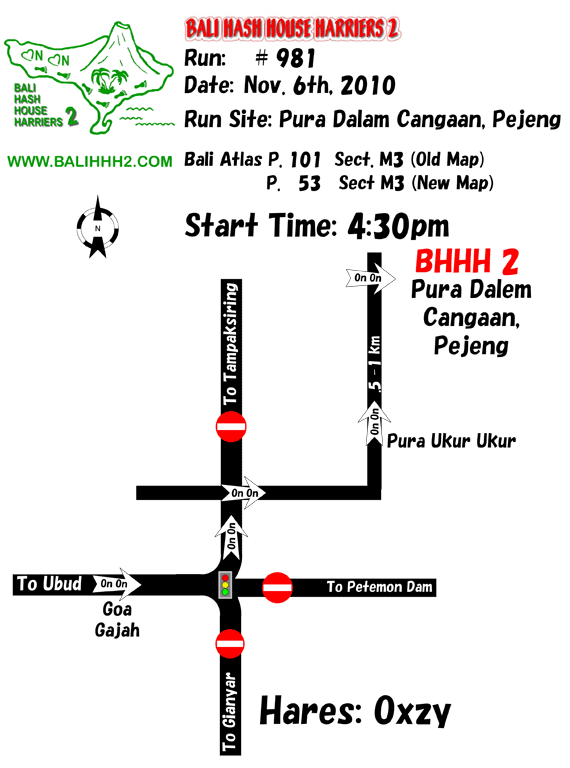 BALI HASH HOUSE HARRIERS 2
Run: # 981
Date: Nov. 6th, 2010
Run Site: Pura Dalam Cangaan, Pejeng
ON ON
BALI
HASH
HOUSE
HARRIERS 2
WWW.BALIHHH2.COM
Bali Atlas P. 101 Sect. M3 (Old Map)
P. 53 Sect M3 (New Map)
N
Start Time: 4:30pm
BHHH 2
On On
Pura Dalem
Cangaan,
Pejeng
To Tampaksiring
.5 - 1 km
On On
Pura Ukur Ukur
On On
On On
To Ubud
On On
To Petemon Dam
Goa
Gajah
To Gianyar
Hares: Oxzy